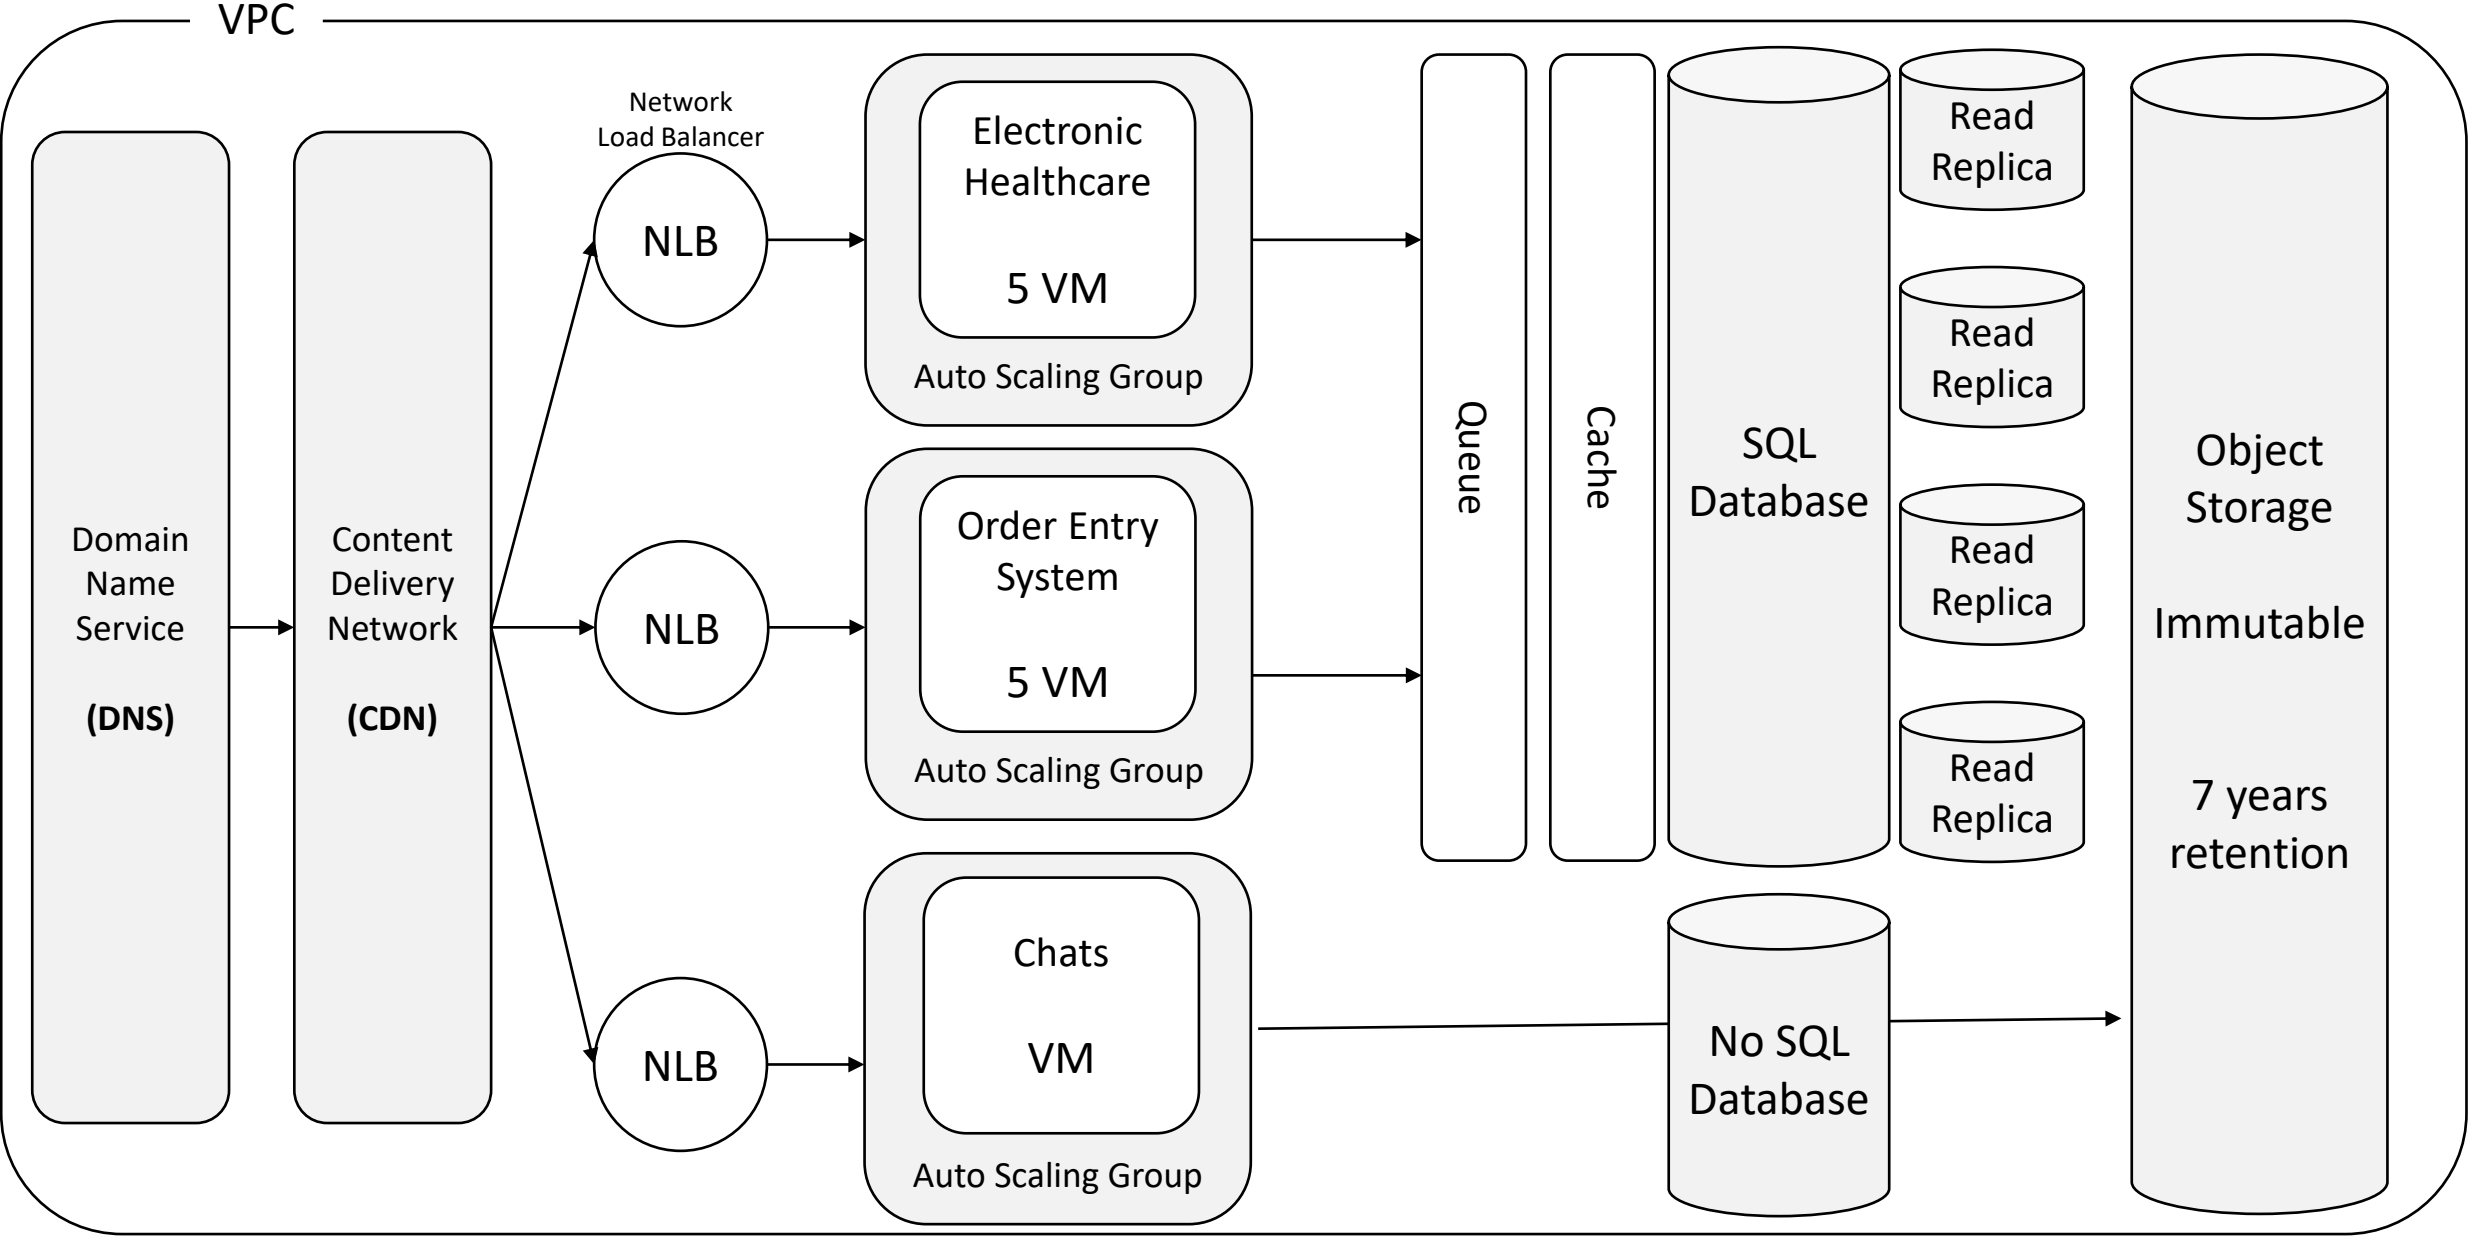 VPC
Domain
Name
Service
(DNS)
Content
Delivery
Network
(CDN)
Network
Load Balancer
NLB
NLB
NLB
Electronic
Healthcare
5 VM
Auto Scaling Group
Order Entry
System
5 VM
Auto Scaling Group
Chats
VM
Auto Scaling Group
Queue
Cache
SQL
Database
Read
Replica
Read
Replica
Read
Replica
Read
Replica
No SQL
Database
Object
Storage
Immutable
7 years
retention